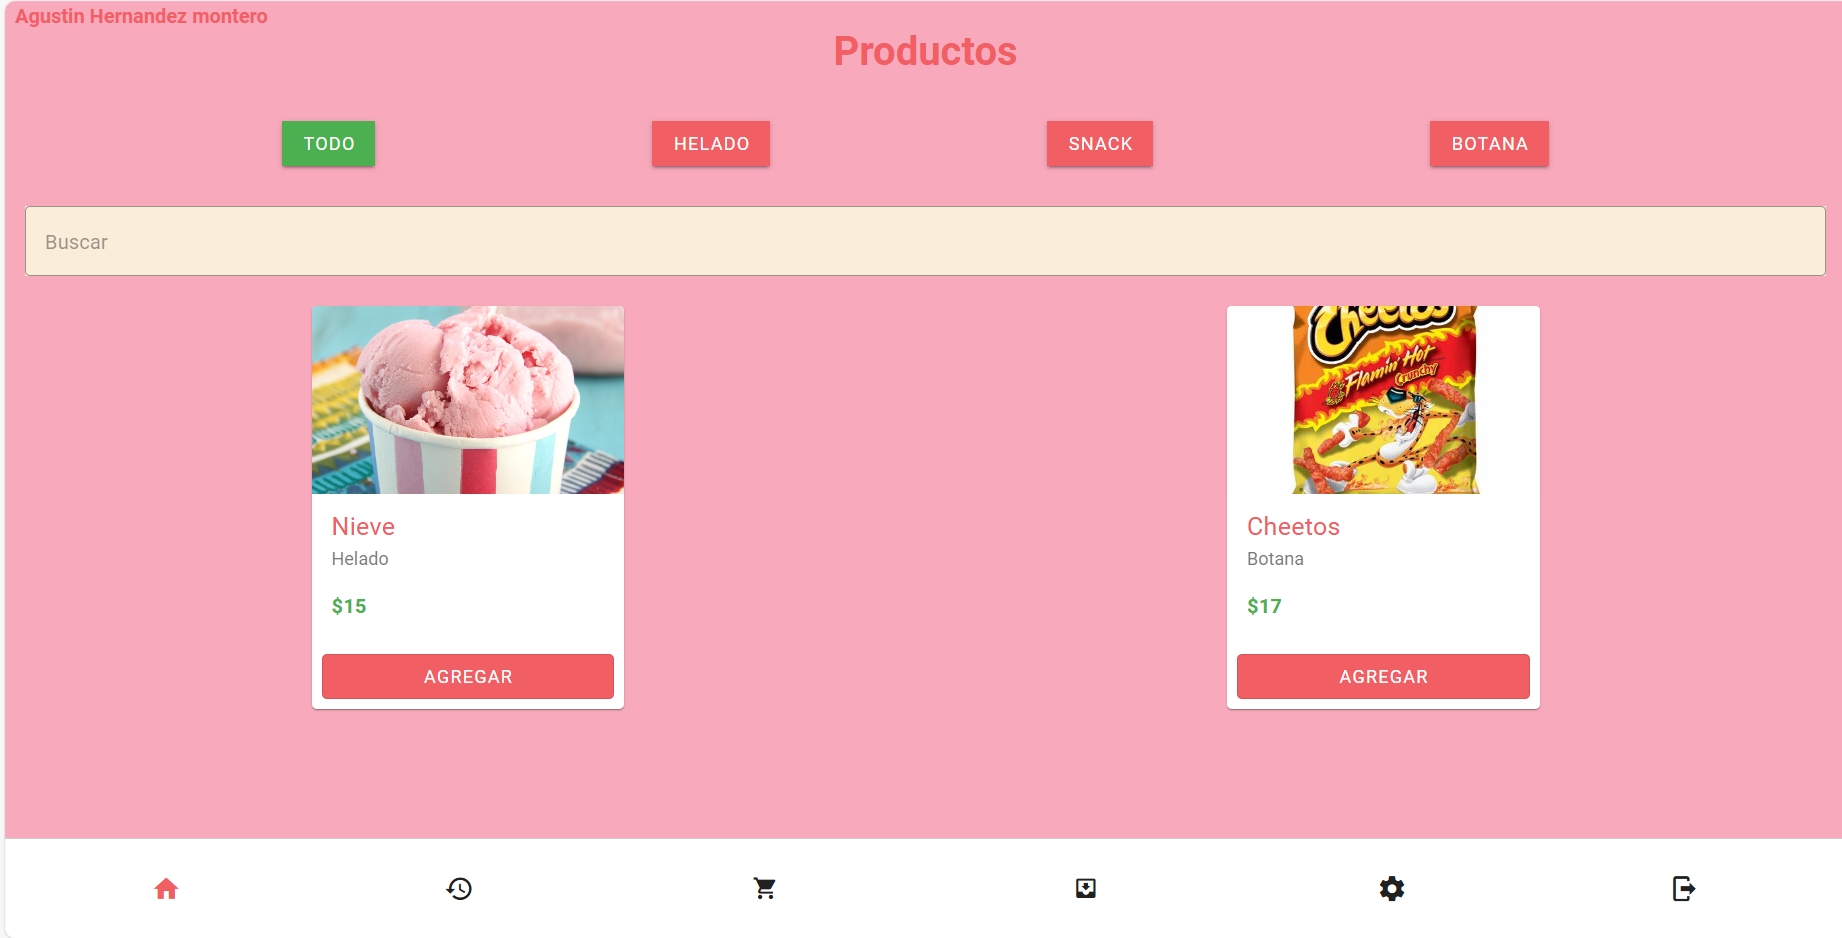 Agustin Hernandez montero
Productos
TODO
HELADO
SNACK
BOTANA
Buscar
Cheetos
Flamin' Hot
Crunchy
Nieve
Helado
$15
AGREGAR
Cheetos
Botana
$17
AGREGAR